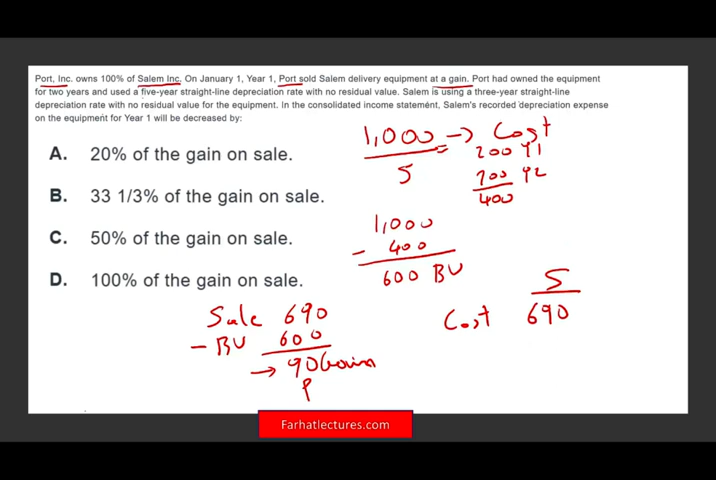 Port, Inc. owns 100% of Salem Inc. On January 1, Year 1, Port sold Salem delivery equipment at a gain. Port had owned the equipment
for two years and used a five-year straight-line depreciation rate with no residual value. Salem is using a three-year straight-line
depreciation rate with no residual value for the equipment. In the consolidated income statement, Salem's recorded depreciation expense
on the equipment for Year 1 will be decreased by:
1,000 → Cost
5 =
200 Y1
200 Y2
400
A. 20% of the gain on sale.
B. 33 1/3% of the gain on sale.
C. 50% of the gain on sale.
D. 100% of the gain on sale.
1,000
- 400
600 BV
Sale 690
- BV 600
→ 90 Gain
P
S
Cost 690
Farhatlectures.com